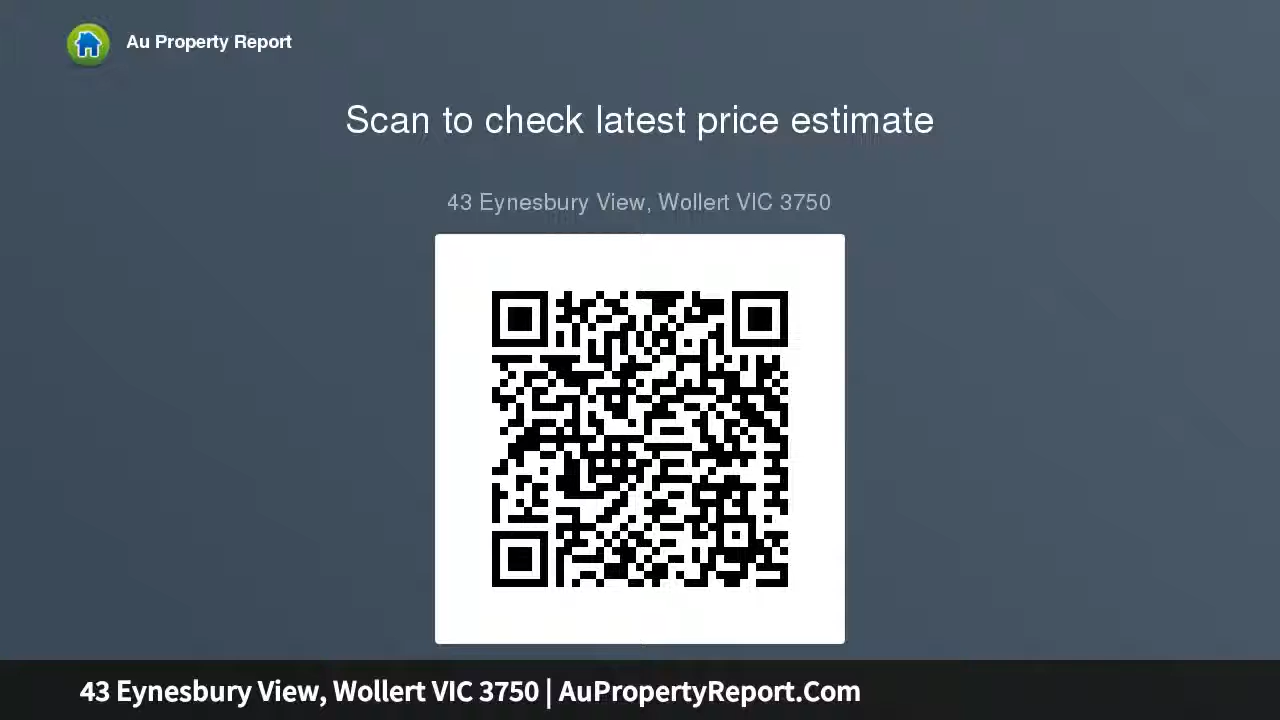 Au Property Report
Scan to check latest price estimate
43 Eynesbury View, Wollert VIC 3750
43 Eynesbury View, Wollert VIC 3750 | AuPropertyReport.Com